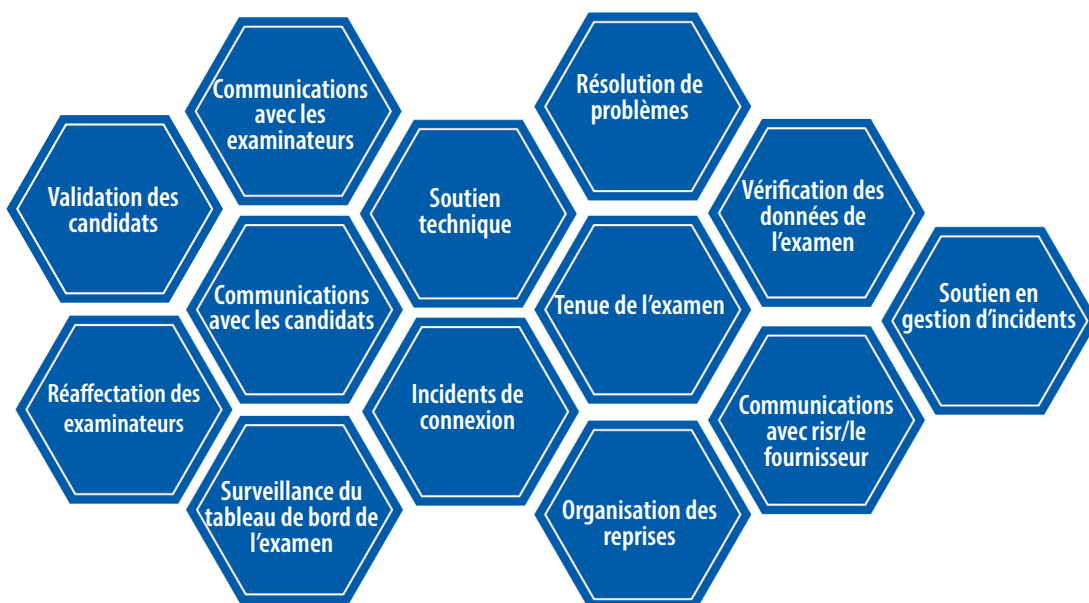 Communications
avec les
examinateurs
Résolution de
problèmes
Validation des
candidats
Soutien
technique
Vérification des
données de
l’examen
Communications
avec les candidats
Tenue de l’examen
Soutien en
gestion d’incidents
Réaffectation des
examinateurs
Incidents de
connexion
Communications
avec risr/le
fournisseur
Surveillance du
tableau de bord de
l’examen
Organisation des
reprises